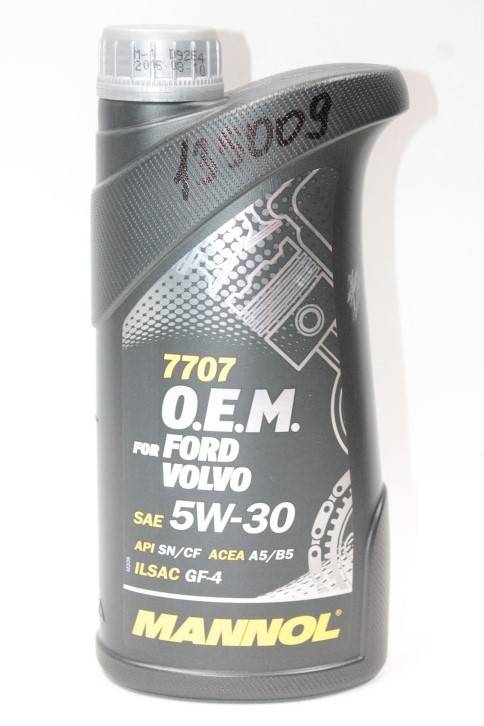 135009
7707
O.E.M.
FOR FORD
VOLVO
SAE 5W-30
API SN/CF ACEA A5/B5
ILSAC GF-4
MANNOL®